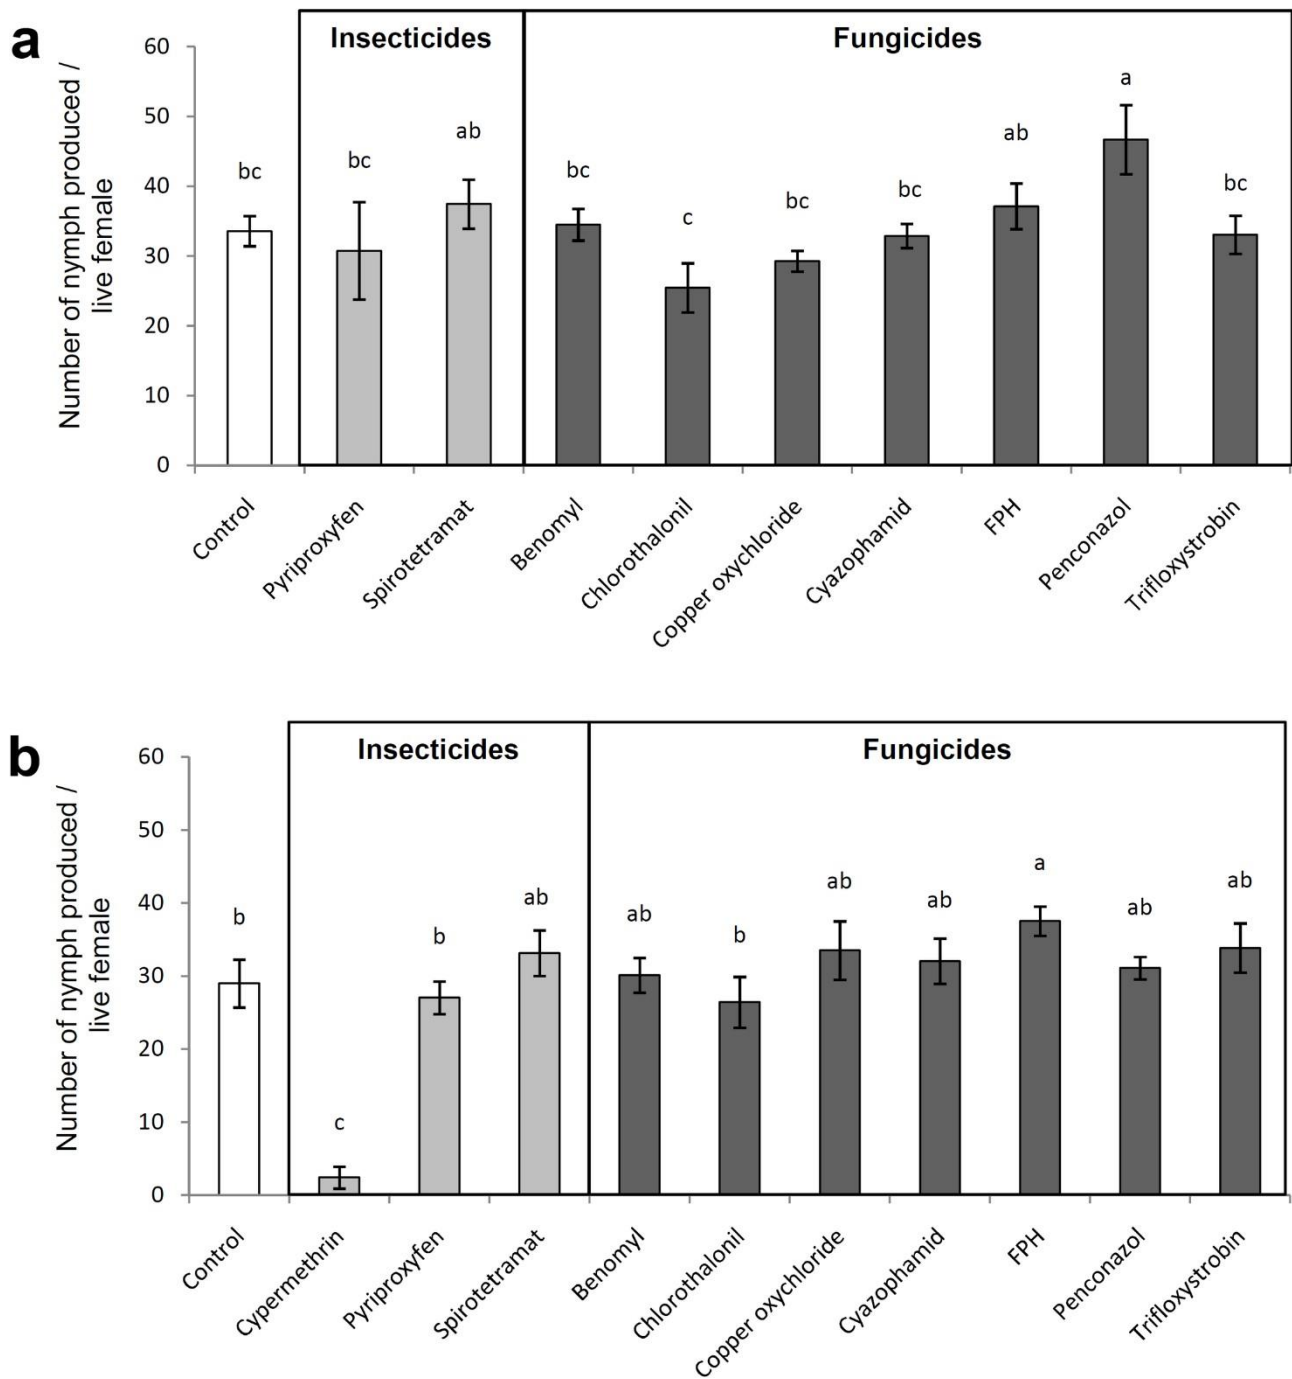 a
Insecticides
Fungicides
Number of nymph produced /
live female
60
50
40
30
20
10
0
bc
bc
ab
bc
c
bc
bc
ab
a
bc
Control
Pyriproxyfen
Spirotetramat
Benomyl
Chlorothalonil
Copper oxychloride
Cyazophamid
FPH
Penconazol
Trifloxystrobin
b
Insecticides
Fungicides
Number of nymph produced /
live female
60
50
40
30
20
10
0
b
c
b
ab
ab
b
ab
ab
a
ab
ab
Control
Cypermethrin
Pyriproxyfen
Spirotetramat
Benomyl
Chlorothalonil
Copper oxychloride
Cyazophamid
FPH
Penconazol
Trifloxystrobin